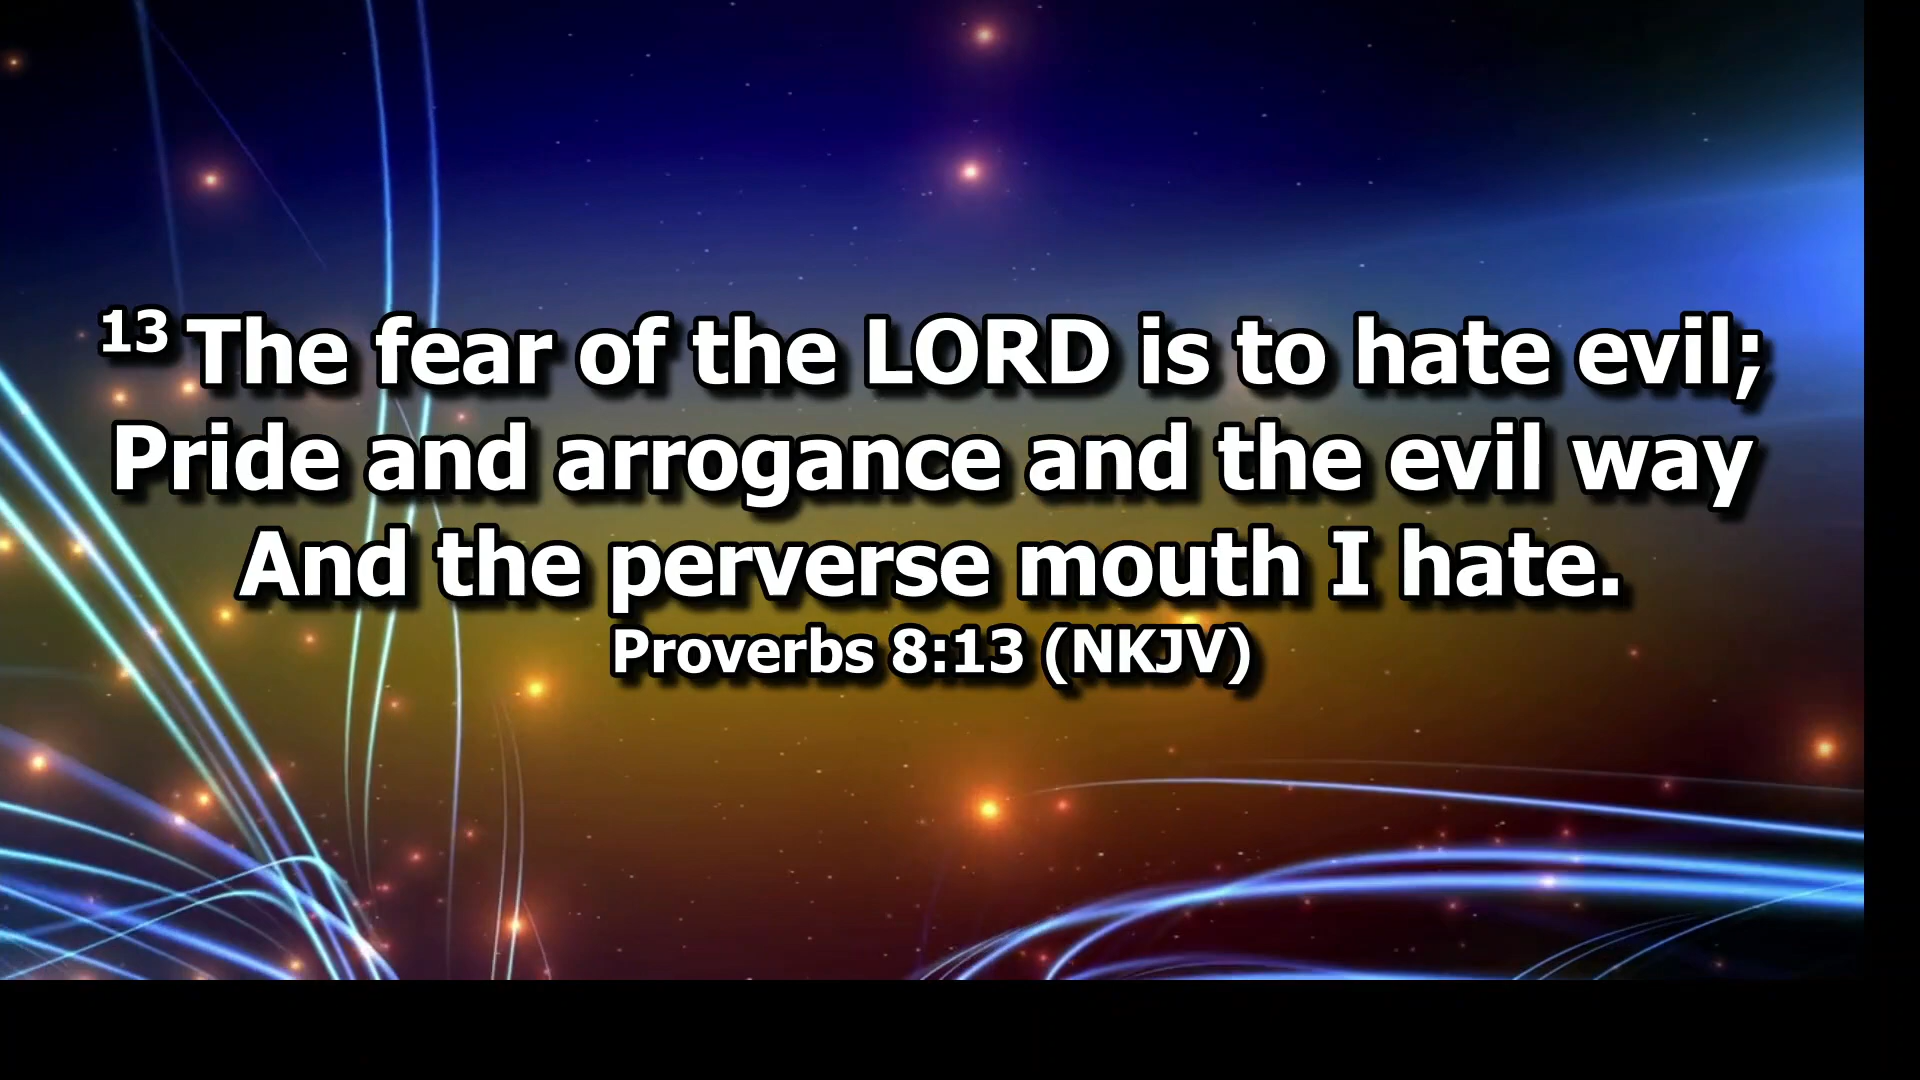 13 The fear of the LORD is to hate evil;
Pride and arrogance and the evil way
And the perverse mouth I hate.
Proverbs 8:13 (NKJV)